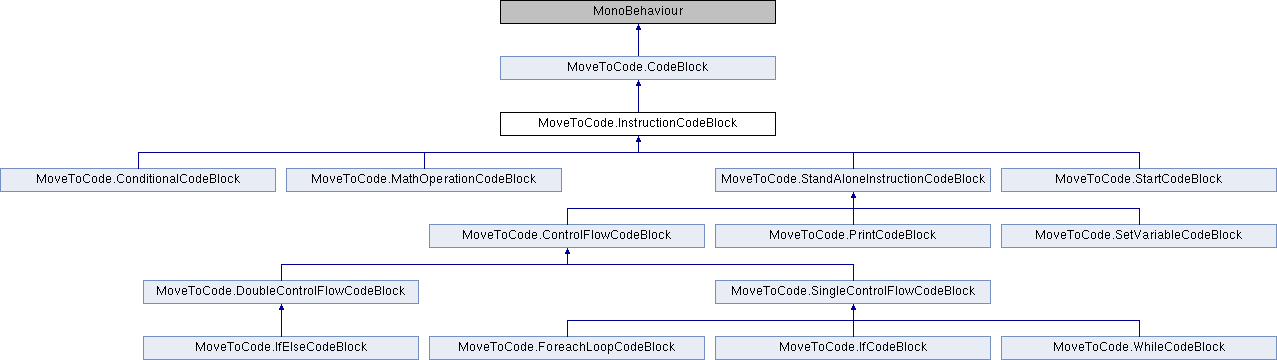 MonoBehaviour
MoveToCode.CodeBlock
MoveToCode.InstructionCodeBlock
MoveToCode.ConditionalCodeBlock
MoveToCode.MathOperationCodeBlock
MoveToCode.StandAloneInstructionCodeBlock
MoveToCode.StartCodeBlock
MoveToCode.ControlFlowCodeBlock
MoveToCode.PrintCodeBlock
MoveToCode.SetVariableCodeBlock
MoveToCode.DoubleControlFlowCodeBlock
MoveToCode.SingleControlFlowCodeBlock
MoveToCode.IfElseCodeBlock
MoveToCode.ForeachLoopCodeBlock
MoveToCode.IfCodeBlock
MoveToCode.WhileCodeBlock